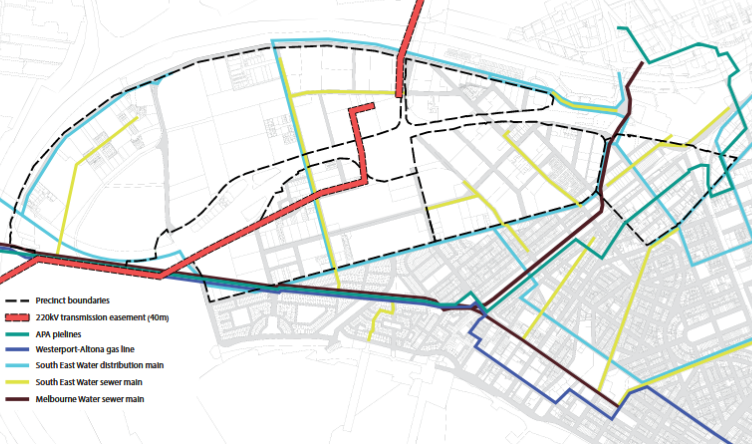 Precinct boundaries
220kV transmission easement (40m)
APA pielines
Westerport-Altona gas line
South East Water distribution main
South East Water sewer main
Melbourne Water sewer main